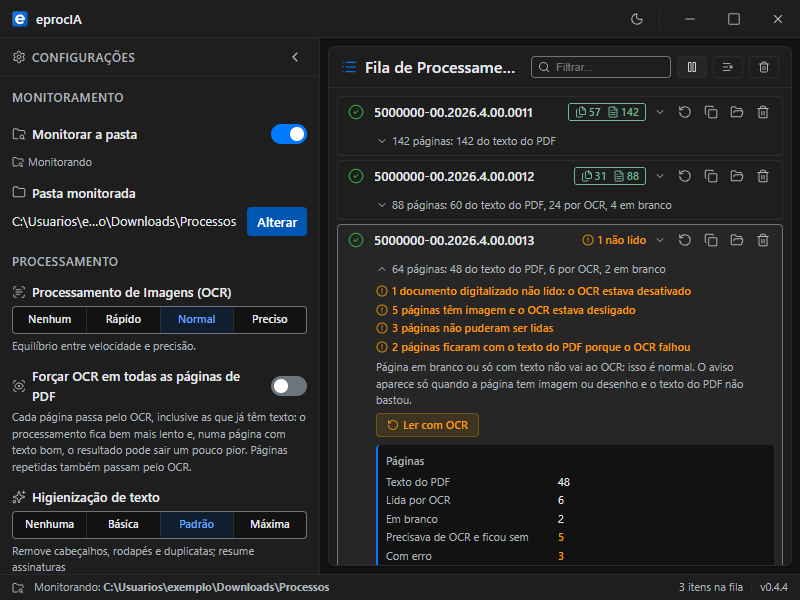 eprocIA
CONFIGURAÇÕES
MONITORAMENTO
Monitorar a pasta
Monitorando
Pasta monitorada
C:\Usuarios\e...o\Downloads\Processos
Alterar
PROCESSAMENTO
Processamento de Imagens (OCR)
Nenhum Rápido Normal Preciso
Equilíbrio entre velocidade e precisão.
Forçar OCR em todas as páginas de
PDF
Cada página passa pelo OCR, inclusive as que já têm texto: o
processamento fica bem mais lento e, numa página com
texto bom, o resultado pode sair um pouco pior. Páginas
repetidas também passam pelo OCR.
Higienização de texto
Nenhuma Básica Padrão Máxima
Remove cabeçalhos, rodapés e duplicatas; resume
assinaturas
Fila de Processame...
Filtrar...
5000000-00.2026.4.00.0011 57 142
142 páginas: 142 do texto do PDF
5000000-00.2026.4.00.0012 31 88
88 páginas: 60 do texto do PDF, 24 por OCR, 4 em branco
5000000-00.2026.4.00.0013 1 não lido
64 páginas: 48 do texto do PDF, 6 por OCR, 2 em branco
1 documento digitalizado não lido: o OCR estava desativado
5 páginas têm imagem e o OCR estava desligado
3 páginas não puderam ser lidas
2 páginas ficaram com o texto do PDF porque o OCR falhou
Página em branco ou só com texto não vai ao OCR: isso é normal. O aviso
aparece só quando a página tem imagem ou desenho e o texto do PDF não
bastou.
Ler com OCR
Páginas
Texto do PDF 48
Lida por OCR 6
Em branco 2
Precisava de OCR e ficou sem 5
Com erro 3
Monitorando: C:\Usuarios\exemplo\Downloads\Processos
3 itens na fila v0.4.4